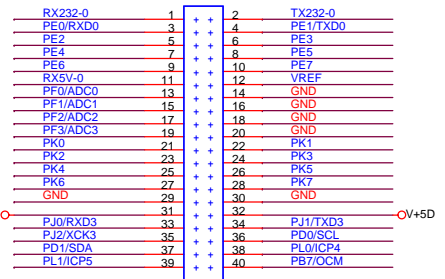 RX232-0 1 2 TX232-0
PE0/RXD0 3 4 PE1/TXD0
PE2 5 6 PE3
PE4 7 8 PE5
PE6 9 10 PE7
RX5V-0 11 12 VREF
PF0/ADC0 13 14 GND
PF1/ADC1 15 16 GND
PF2/ADC2 17 18 GND
PF3/ADC3 19 20 GND
PK0 21 22 PK1
PK2 23 24 PK3
PK4 25 26 PK5
PK6 27 28 PK7
GND 29 30 GND
31 32 V+5D
PJ0/RXD3 33 34 PJ1/TXD3
PJ2/XCK3 35 36 PD0/SCL
PD1/SDA 37 38 PL0/ICP4
PL1/ICP5 39 40 PB7/OCM